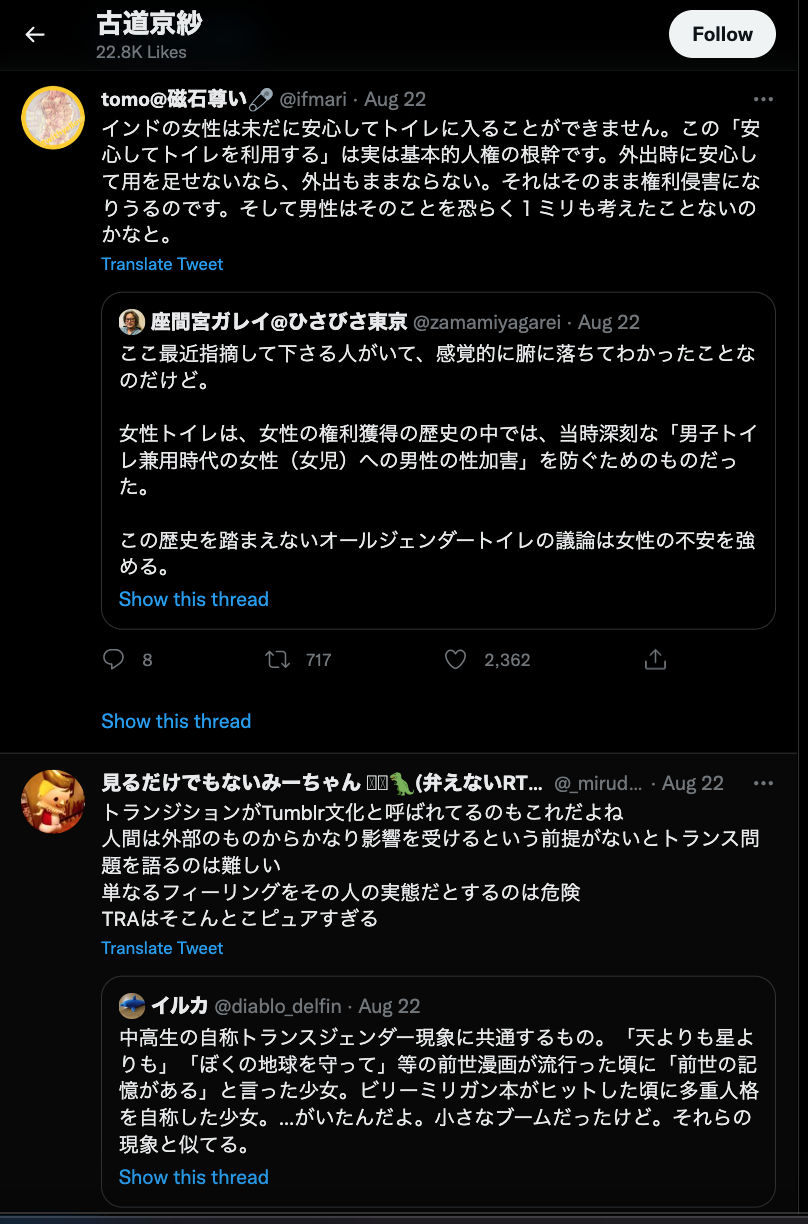 古道京紗
22.8K Likes
Follow
tomo@磁石尊い🧷 @ifmari · Aug 22
インドの女性は未だに安心してトイレに入ることができません。この「安
心してトイレを利用する」は実は基本的人権の根幹です。外出時に安心し
て用を足せないなら、外出もままならない。それはそのまま権利侵害にな
りうるのです。そして男性はそのことを恐らく１ミリも考えたことないの
かなと。
Translate Tweet
座間宮ガレイ@ひさびさ東京 @zamamiyagarei · Aug 22
ここ最近指摘して下さる人がいて、感覚的に腑に落ちてわかったことな
のだけど。
女性トイレは、女性の権利獲得の歴史の中では、当時深刻な「男子トイ
レ兼用時代の女性（女児）への男性の性加害」を防ぐためのものだっ
た。
この歴史を踏まえないオールジェンダートイレの議論は女性の不安を強
める。
Show this thread
8 717 2,362
Show this thread
見るだけでもないみーちゃん 🦖(弁えないRT... @_mirud... · Aug 22
トランジションがTumblr文化と呼ばれてるのもこれだよね
人間は外部のものからかなり影響を受けるという前提がないとトランス問
題を語るのは難しい
単なるフィーリングをその人の実態だとするのは危険
TRAはそこんとこピュアすぎる
Translate Tweet
イルカ @diablo_delfin · Aug 22
中高生の自称トランスジェンダー現象に共通するもの。「天よりも星よ
りも」「ぼくの地球を守って」等の前世漫画が流行った頃に「前世の記
憶がある」と言った少女。ビリーミリガン本がヒットした頃に多重人格
を自称した少女。...がいたんだよ。小さなブームだったけど。それらの
現象と似てる。
Show this thread